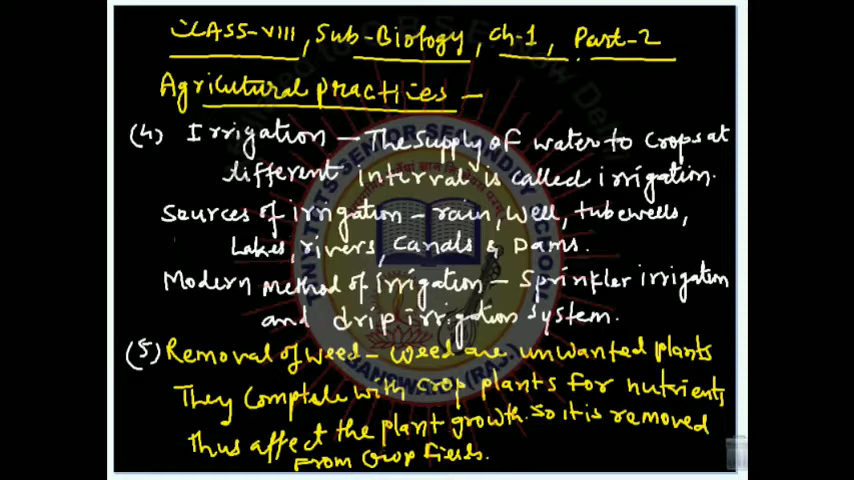 CLASS-VIII, Sub-Biology, Ch-1, Part-2
Agricultural practices -
(4) Irrigation - The supply of water to crops at
different interval is called irrigation.
Sources of irrigation - rain, well, tubewells,
Lakes, rivers, canals & Dams.
Modern method of irrigation - Sprinkler irrigation
and drip irrigation system.
(5) Removal of weed - weed are unwanted plants
They comptele with crop plants for nutrients
Thus affect the plant growth. So it is removed
From crop fields.